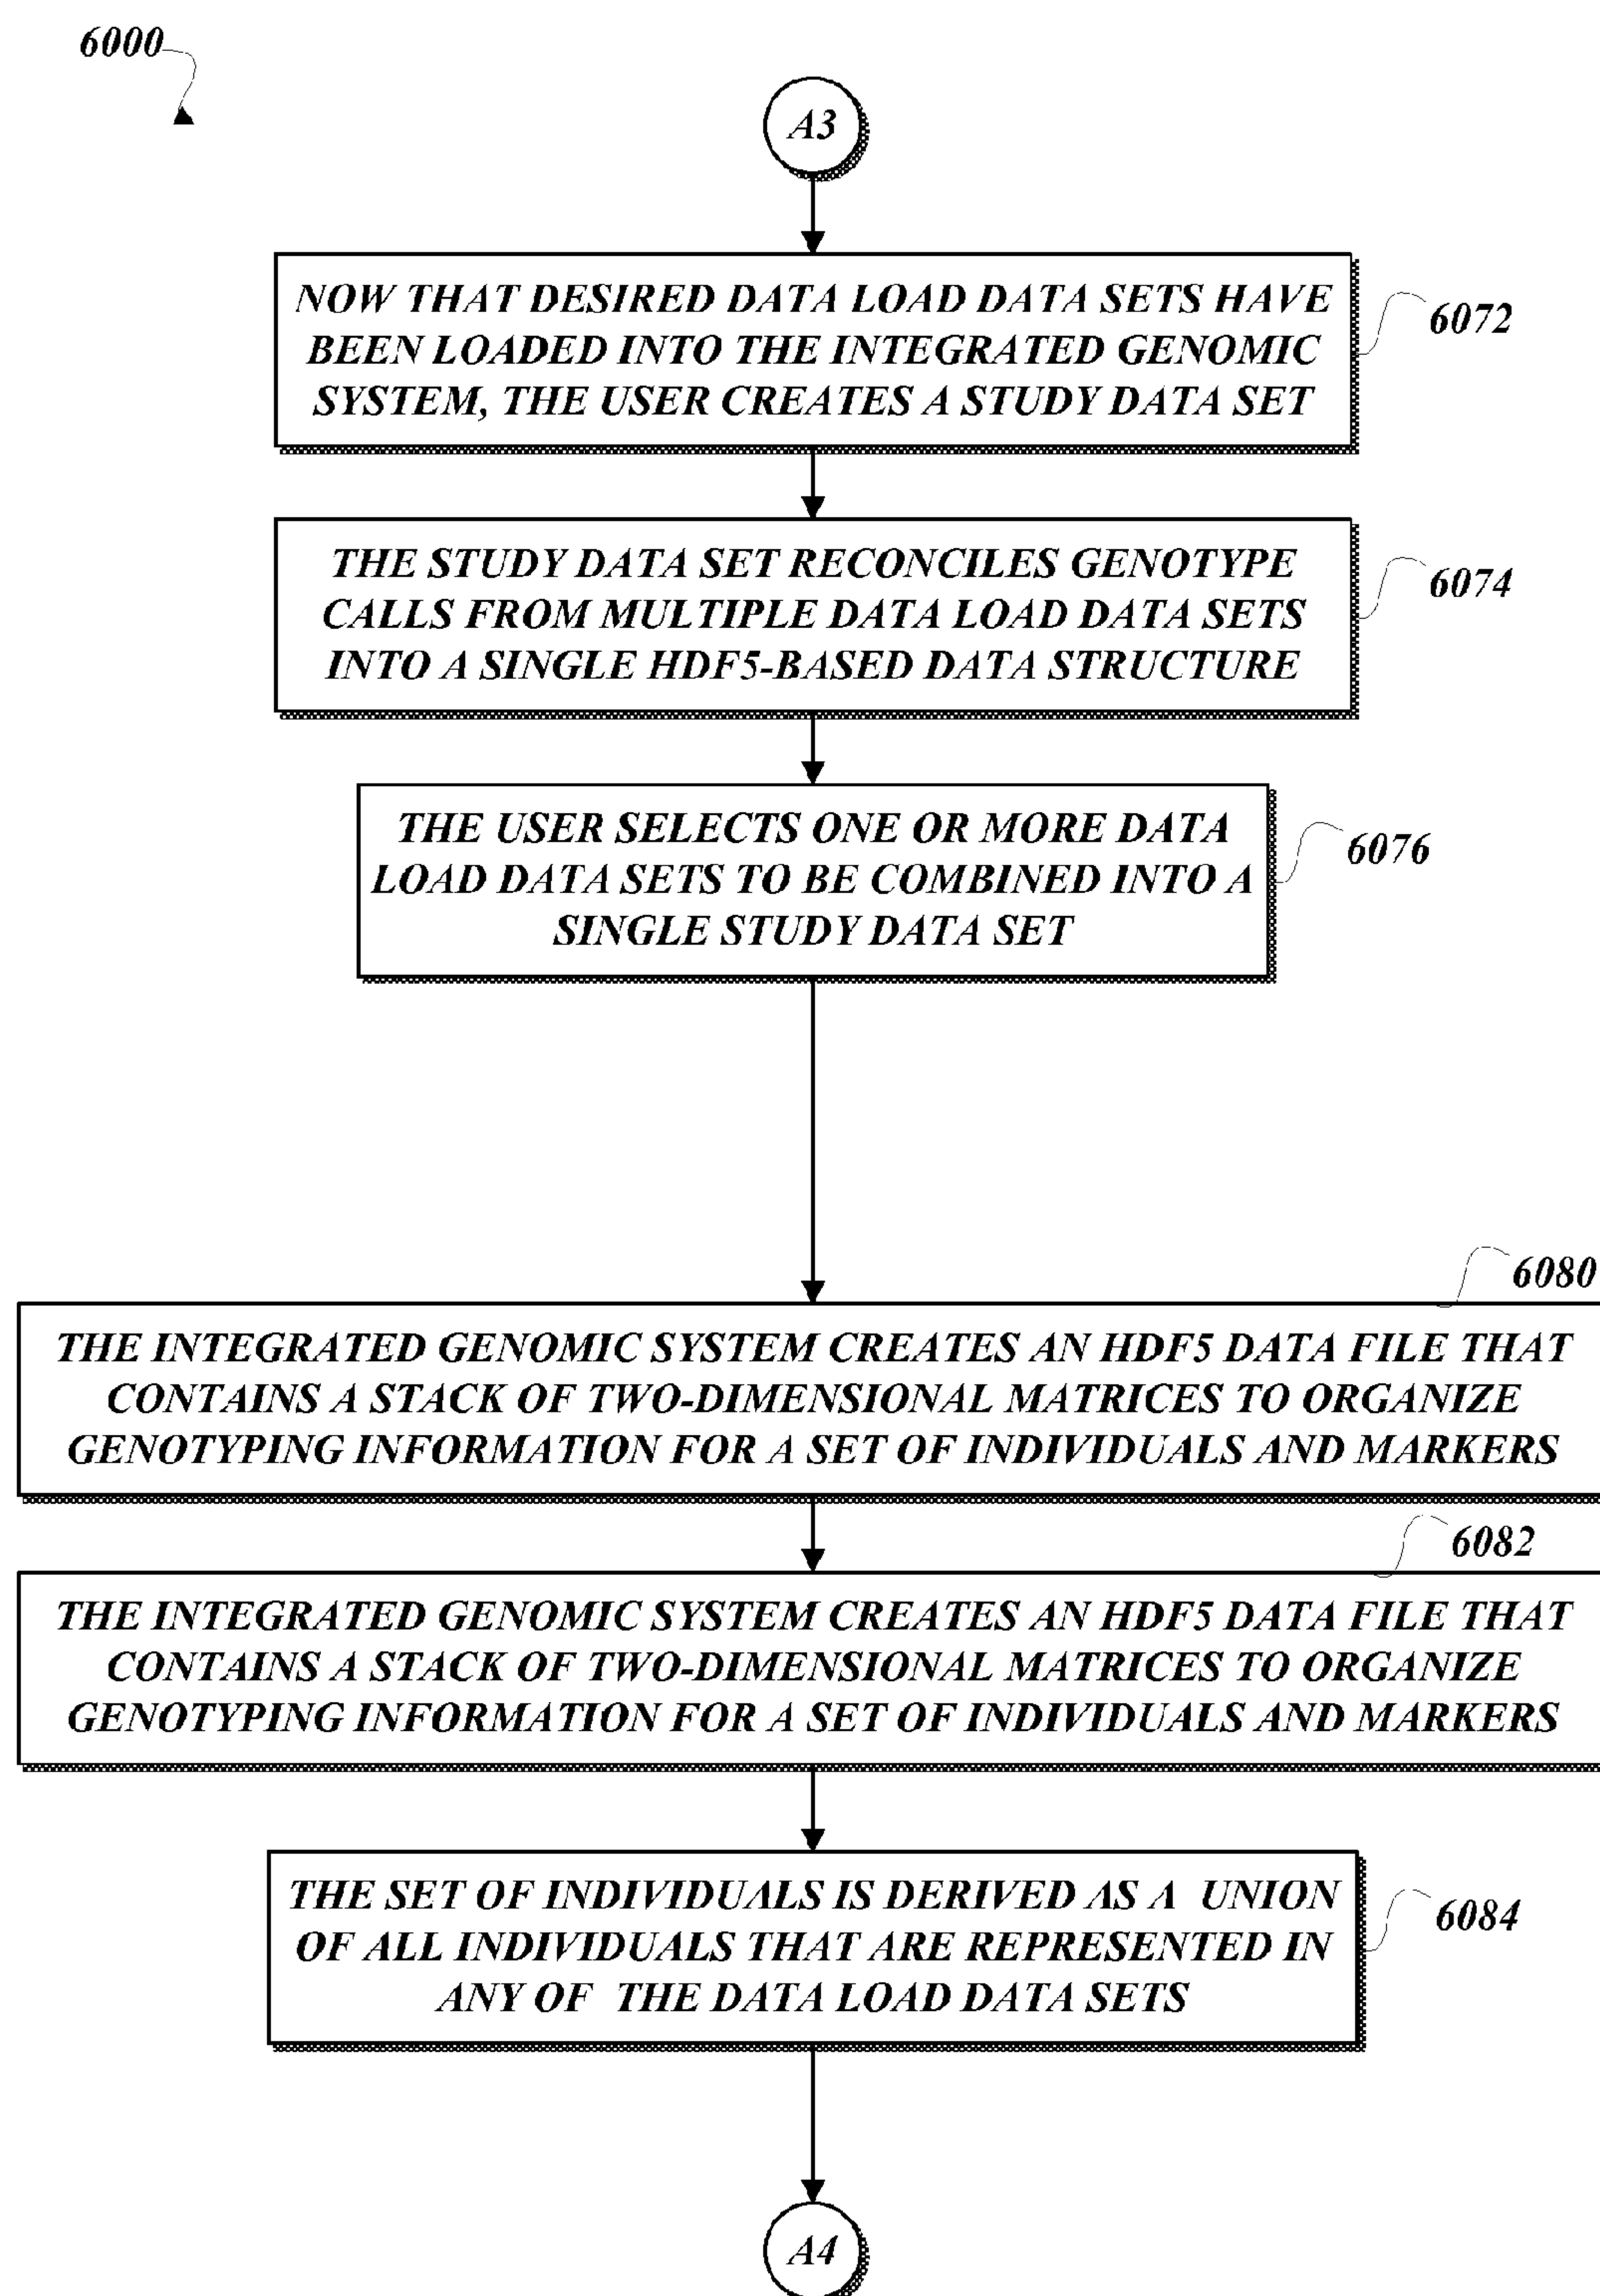 6000
A3
NOW THAT DESIRED DATA LOAD DATA SETS HAVE
BEEN LOADED INTO THE INTEGRATED GENOMIC
SYSTEM, THE USER CREATES A STUDY DATA SET
6072
THE STUDY DATA SET RECONCILES GENOTYPE
CALLS FROM MULTIPLE DATA LOAD DATA SETS
INTO A SINGLE HDF5-BASED DATA STRUCTURE
6074
THE USER SELECTS ONE OR MORE DATA
LOAD DATA SETS TO BE COMBINED INTO A
SINGLE STUDY DATA SET
6076
6080
THE INTEGRATED GENOMIC SYSTEM CREATES AN HDF5 DATA FILE THAT
CONTAINS A STACK OF TWO-DIMENSIONAL MATRICES TO ORGANIZE
GENOTYPING INFORMATION FOR A SET OF INDIVIDUALS AND MARKERS
6082
THE INTEGRATED GENOMIC SYSTEM CREATES AN HDF5 DATA FILE THAT
CONTAINS A STACK OF TWO-DIMENSIONAL MATRICES TO ORGANIZE
GENOTYPING INFORMATION FOR A SET OF INDIVIDUALS AND MARKERS
THE SET OF INDIVIDUALS IS DERIVED AS A UNION
OF ALL INDIVIDUALS THAT ARE REPRESENTED IN
ANY OF THE DATA LOAD DATA SETS
6084
A4